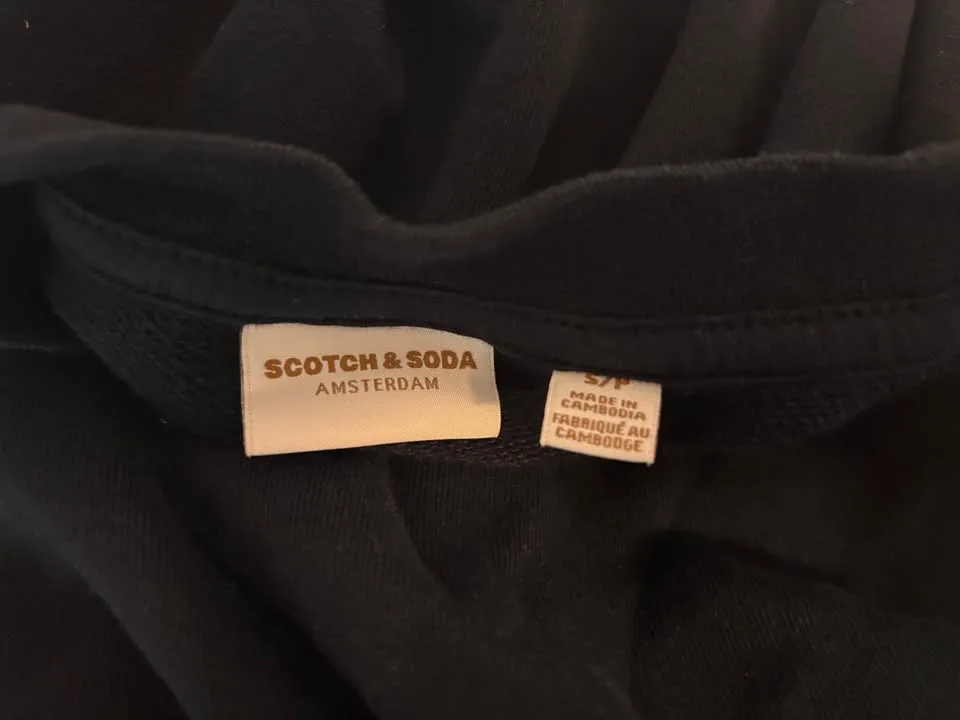 SCOTCH & SODA
AMSTERDAM
S/P
MADE IN
CAMBODIA
FABRIQUÉ AU
CAMBODGE